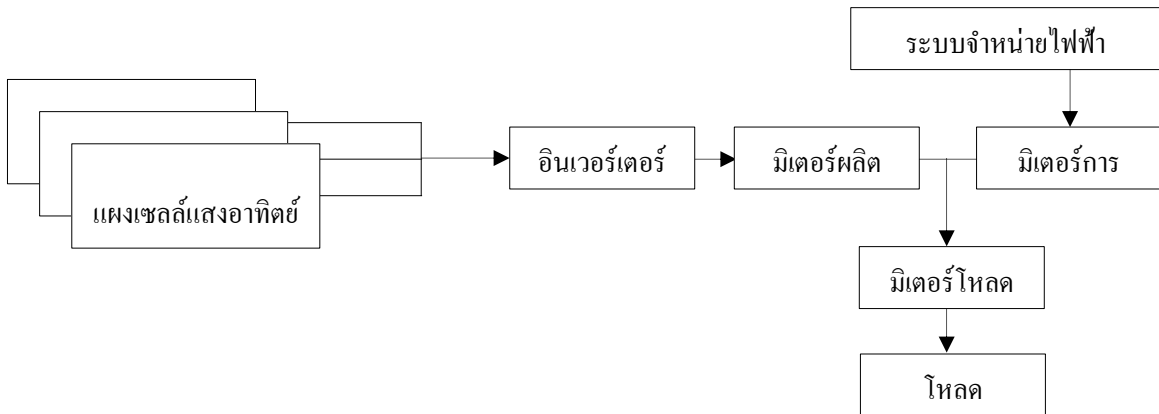 ระบบจำหน่ายไฟฟ้า
อินเวอร์เตอร์
มิเตอร์ผลิต
มิเตอร์การ
แผงเซลล์แสงอาทิตย์
มิเตอร์โหลด
โหลด